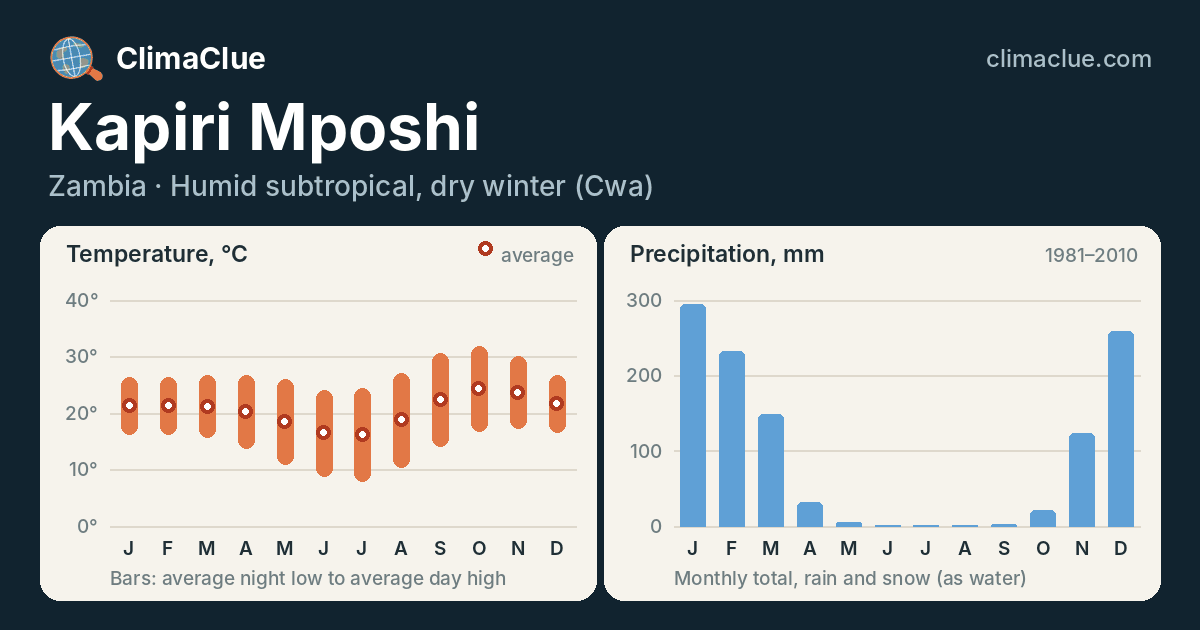 ClimaClue
climaclue.com
Kapiri Mposhi
Zambia · Humid subtropical, dry winter (Cwa)
Temperature, °C
average
40°
30°
20°
10°
0°
J F M A M J J A S O N D
Bars: average night low to average day high
Precipitation, mm
1981–2010
300
200
100
0
J F M A M J J A S O N D
Monthly total, rain and snow (as water)